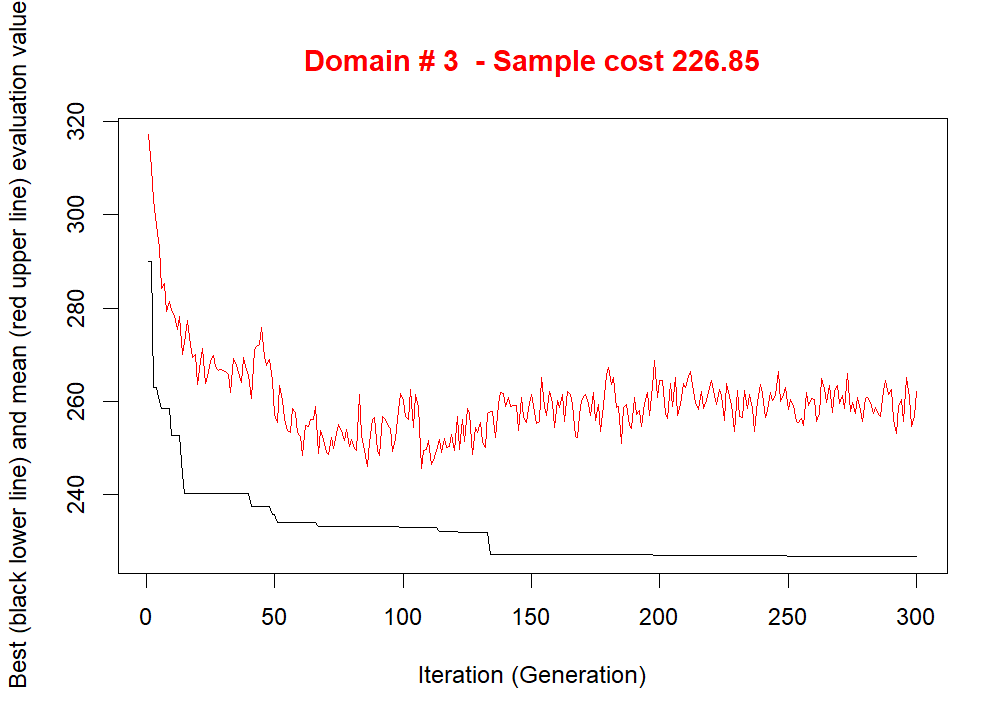 Domain # 3  - Sample cost 226.85
Best (black lower line) and mean (red upper line) evaluation value
320
300
280
260
240
0 50 100 150 200 250 300
Iteration (Generation)